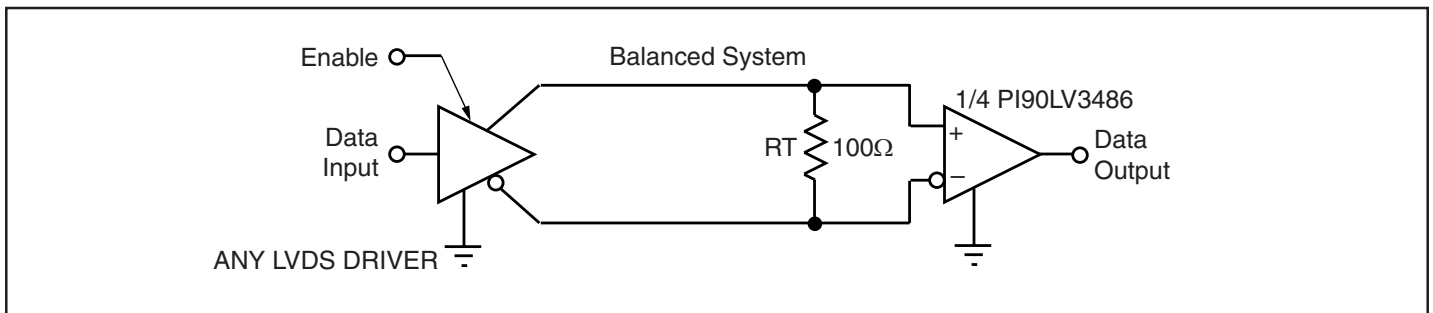 Enable
Balanced System
1/4 PI90LV3486
Data
Input
RT
100Ω
+
−
Data
Output
ANY LVDS DRIVER